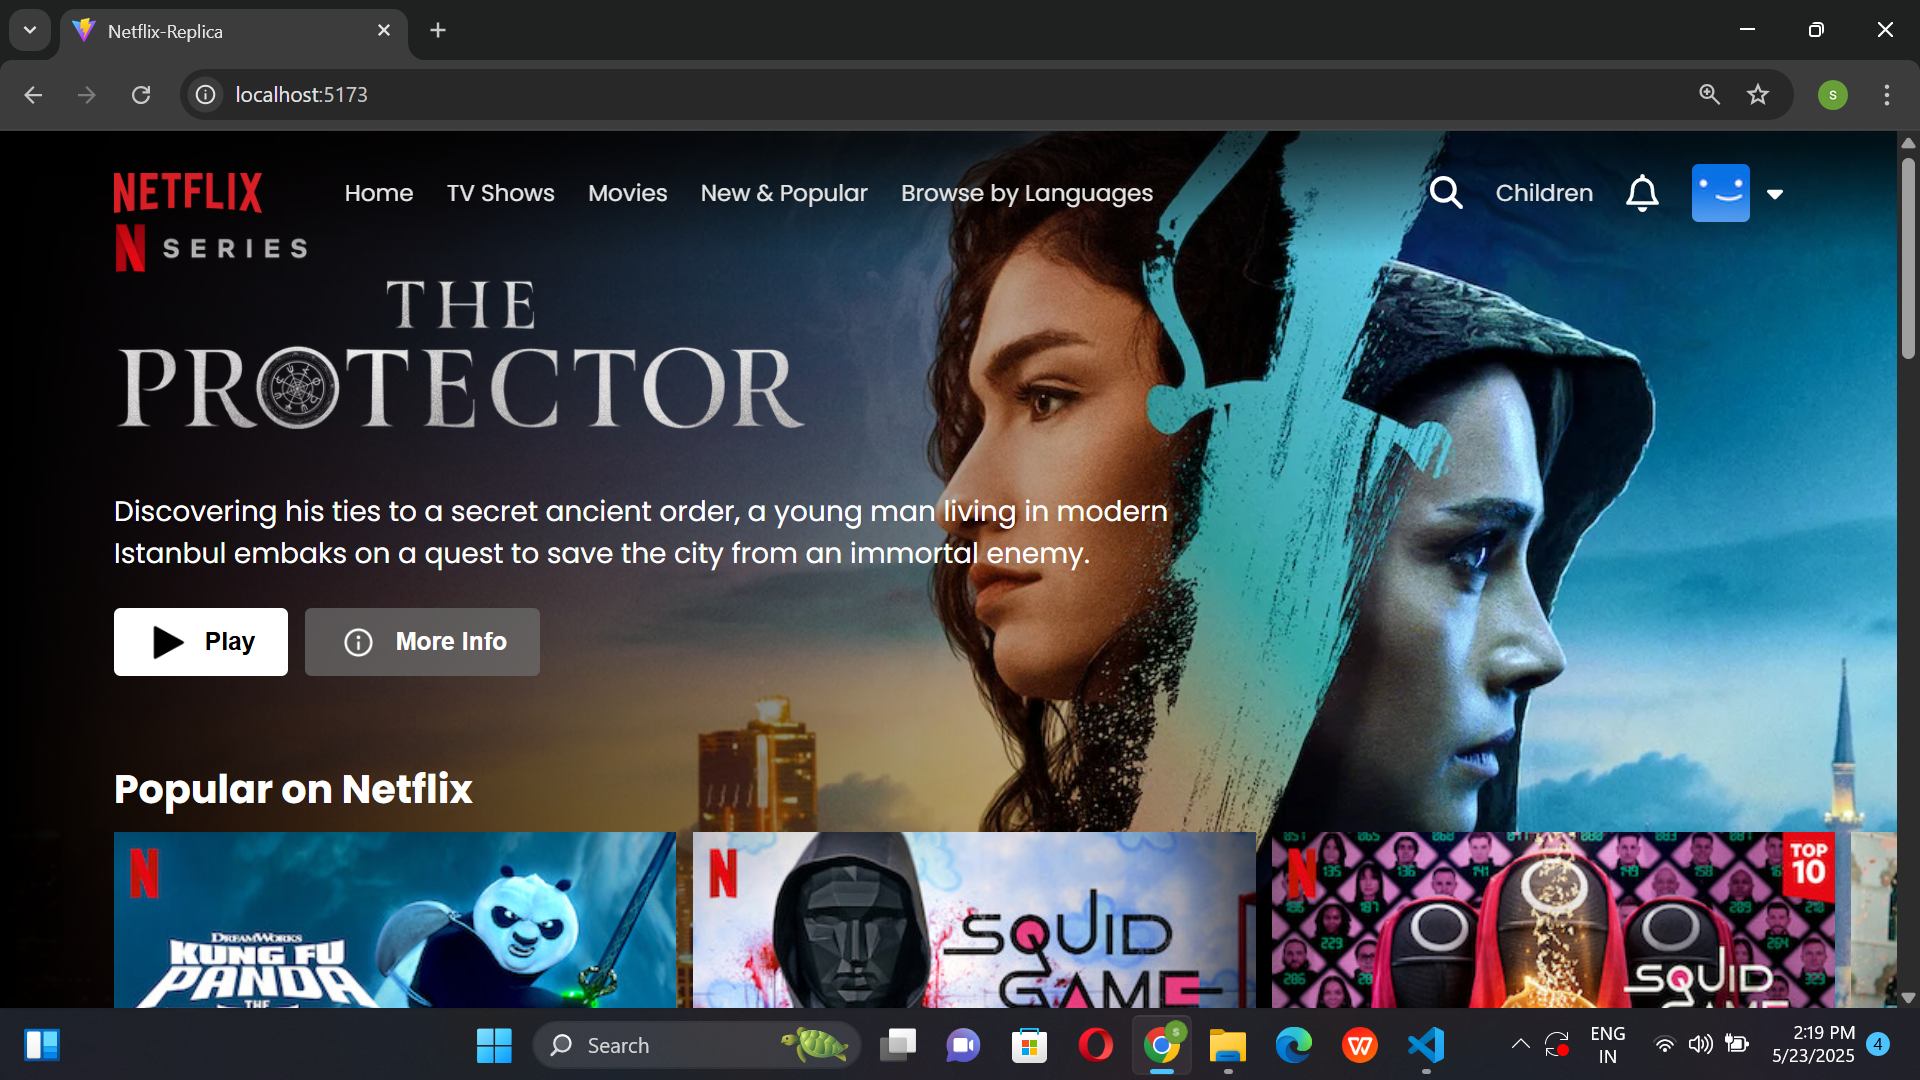 Netflix-Replica
localhost:5173
S
NETFLIX
Home TV Shows Movies New & Popular Browse by Languages
Children
N SERIES
THE
PROTECTOR
Discovering his ties to a secret ancient order, a young man living in modern
Istanbul embaks on a quest to save the city from an immortal enemy.
Play
More Info
Popular on Netflix
N
DREAMWORKS
KUNG FU
PANDA
THE
N
SQUID
GAME
N
TOP
10
SQUID
Search
S
W
ENG
IN
2:19 PM
5/23/2025
4